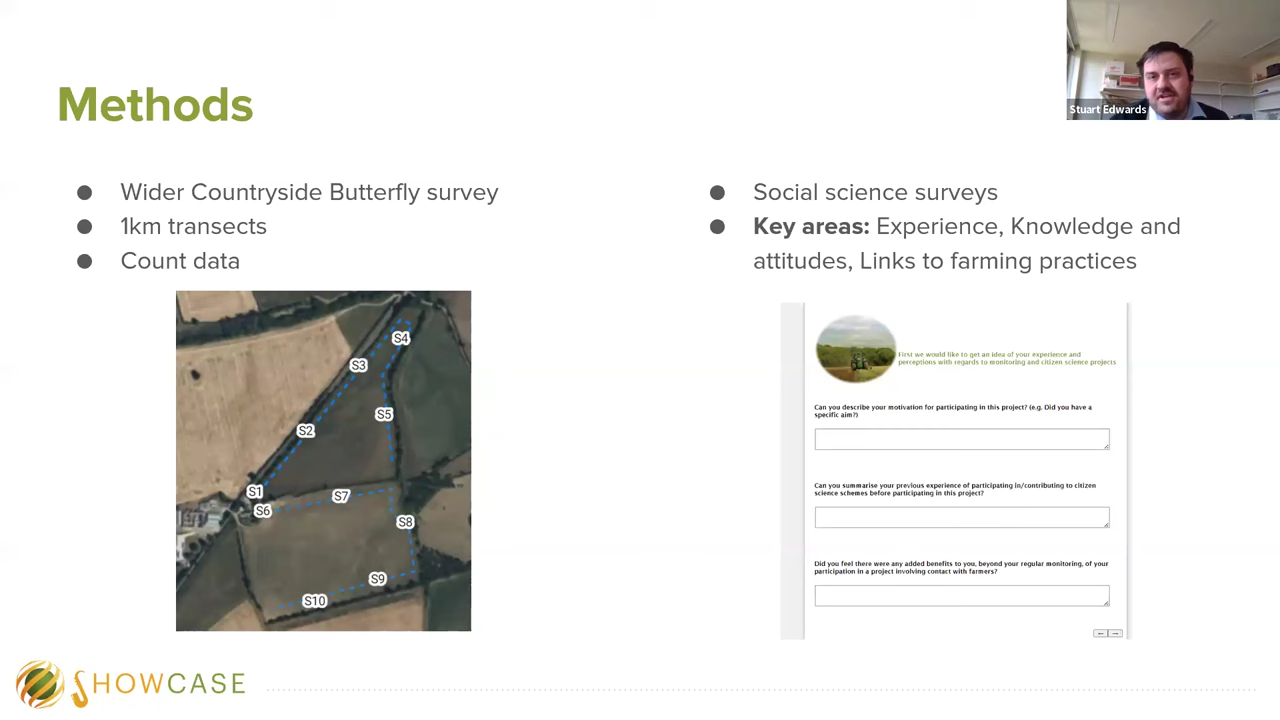 Stuart Edwards
Methods
Wider Countryside Butterfly survey
1km transects
Count data
S4
S3
S5
S2
S1
S7
S6
S8
S9
S10
Social science surveys
Key areas: Experience, Knowledge and
attitudes, Links to farming practices
First we would like to get an idea of your experience and
perceptions with regards to monitoring and citizen science projects
Can you describe your motivation for participating in this project? (e.g. Did you have a
specific aim?)
Can you summarise your previous experience of participating in/contributing to citizen
science schemes before participating in this project?
Did you feel there were any added benefits to you, beyond your regular monitoring, of your
participation in a project involving contact with farmers?
SHOWCASE